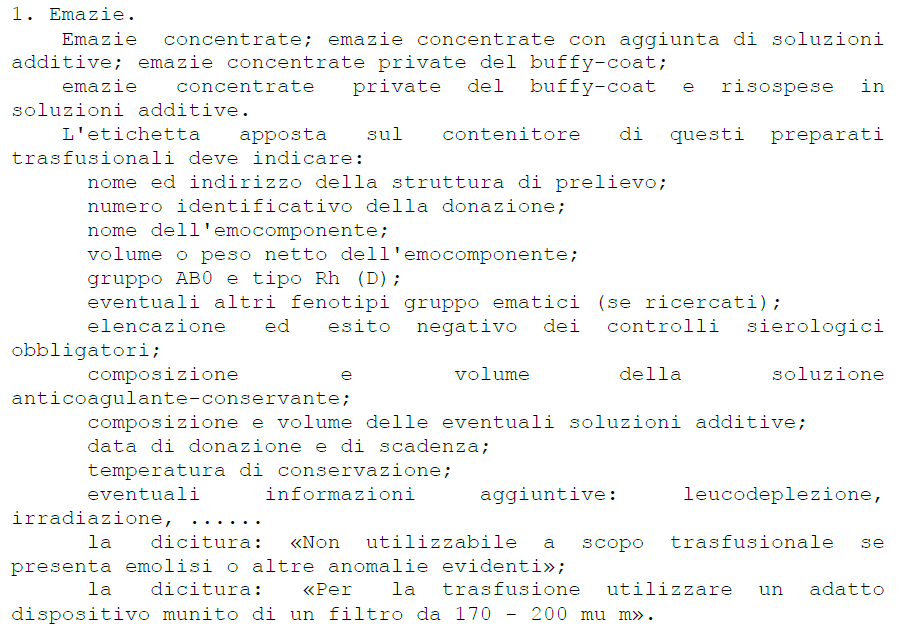 1. Emazie.
Emazie concentrate; emazie concentrate con aggiunta di soluzioni
additive; emazie concentrate private del buffy-coat;
emazie concentrate private del buffy-coat e risospese in
soluzioni additive.
L'etichetta apposta sul contenitore di questi preparati
trasfusionali deve indicare:
nome ed indirizzo della struttura di prelievo;
numero identificativo della donazione;
nome dell'emocomponente;
volume o peso netto dell'emocomponente;
gruppo AB0 e tipo Rh (D);
eventuali altri fenotipi gruppo ematici (se ricercati);
elencazione ed esito negativo dei controlli sierologici
obbligatori;
composizione e volume della soluzione
anticoagulante-conservante;
composizione e volume delle eventuali soluzioni additive;
data di donazione e di scadenza;
temperatura di conservazione;
eventuali informazioni aggiuntive: leucodeplezione,
irradiazione, ......
la dicitura: «Non utilizzabile a scopo trasfusionale se
presenta emolisi o altre anomalie evidenti»;
la dicitura: «Per la trasfusione utilizzare un adatto
dispositivo munito di un filtro da 170 - 200 mu m».